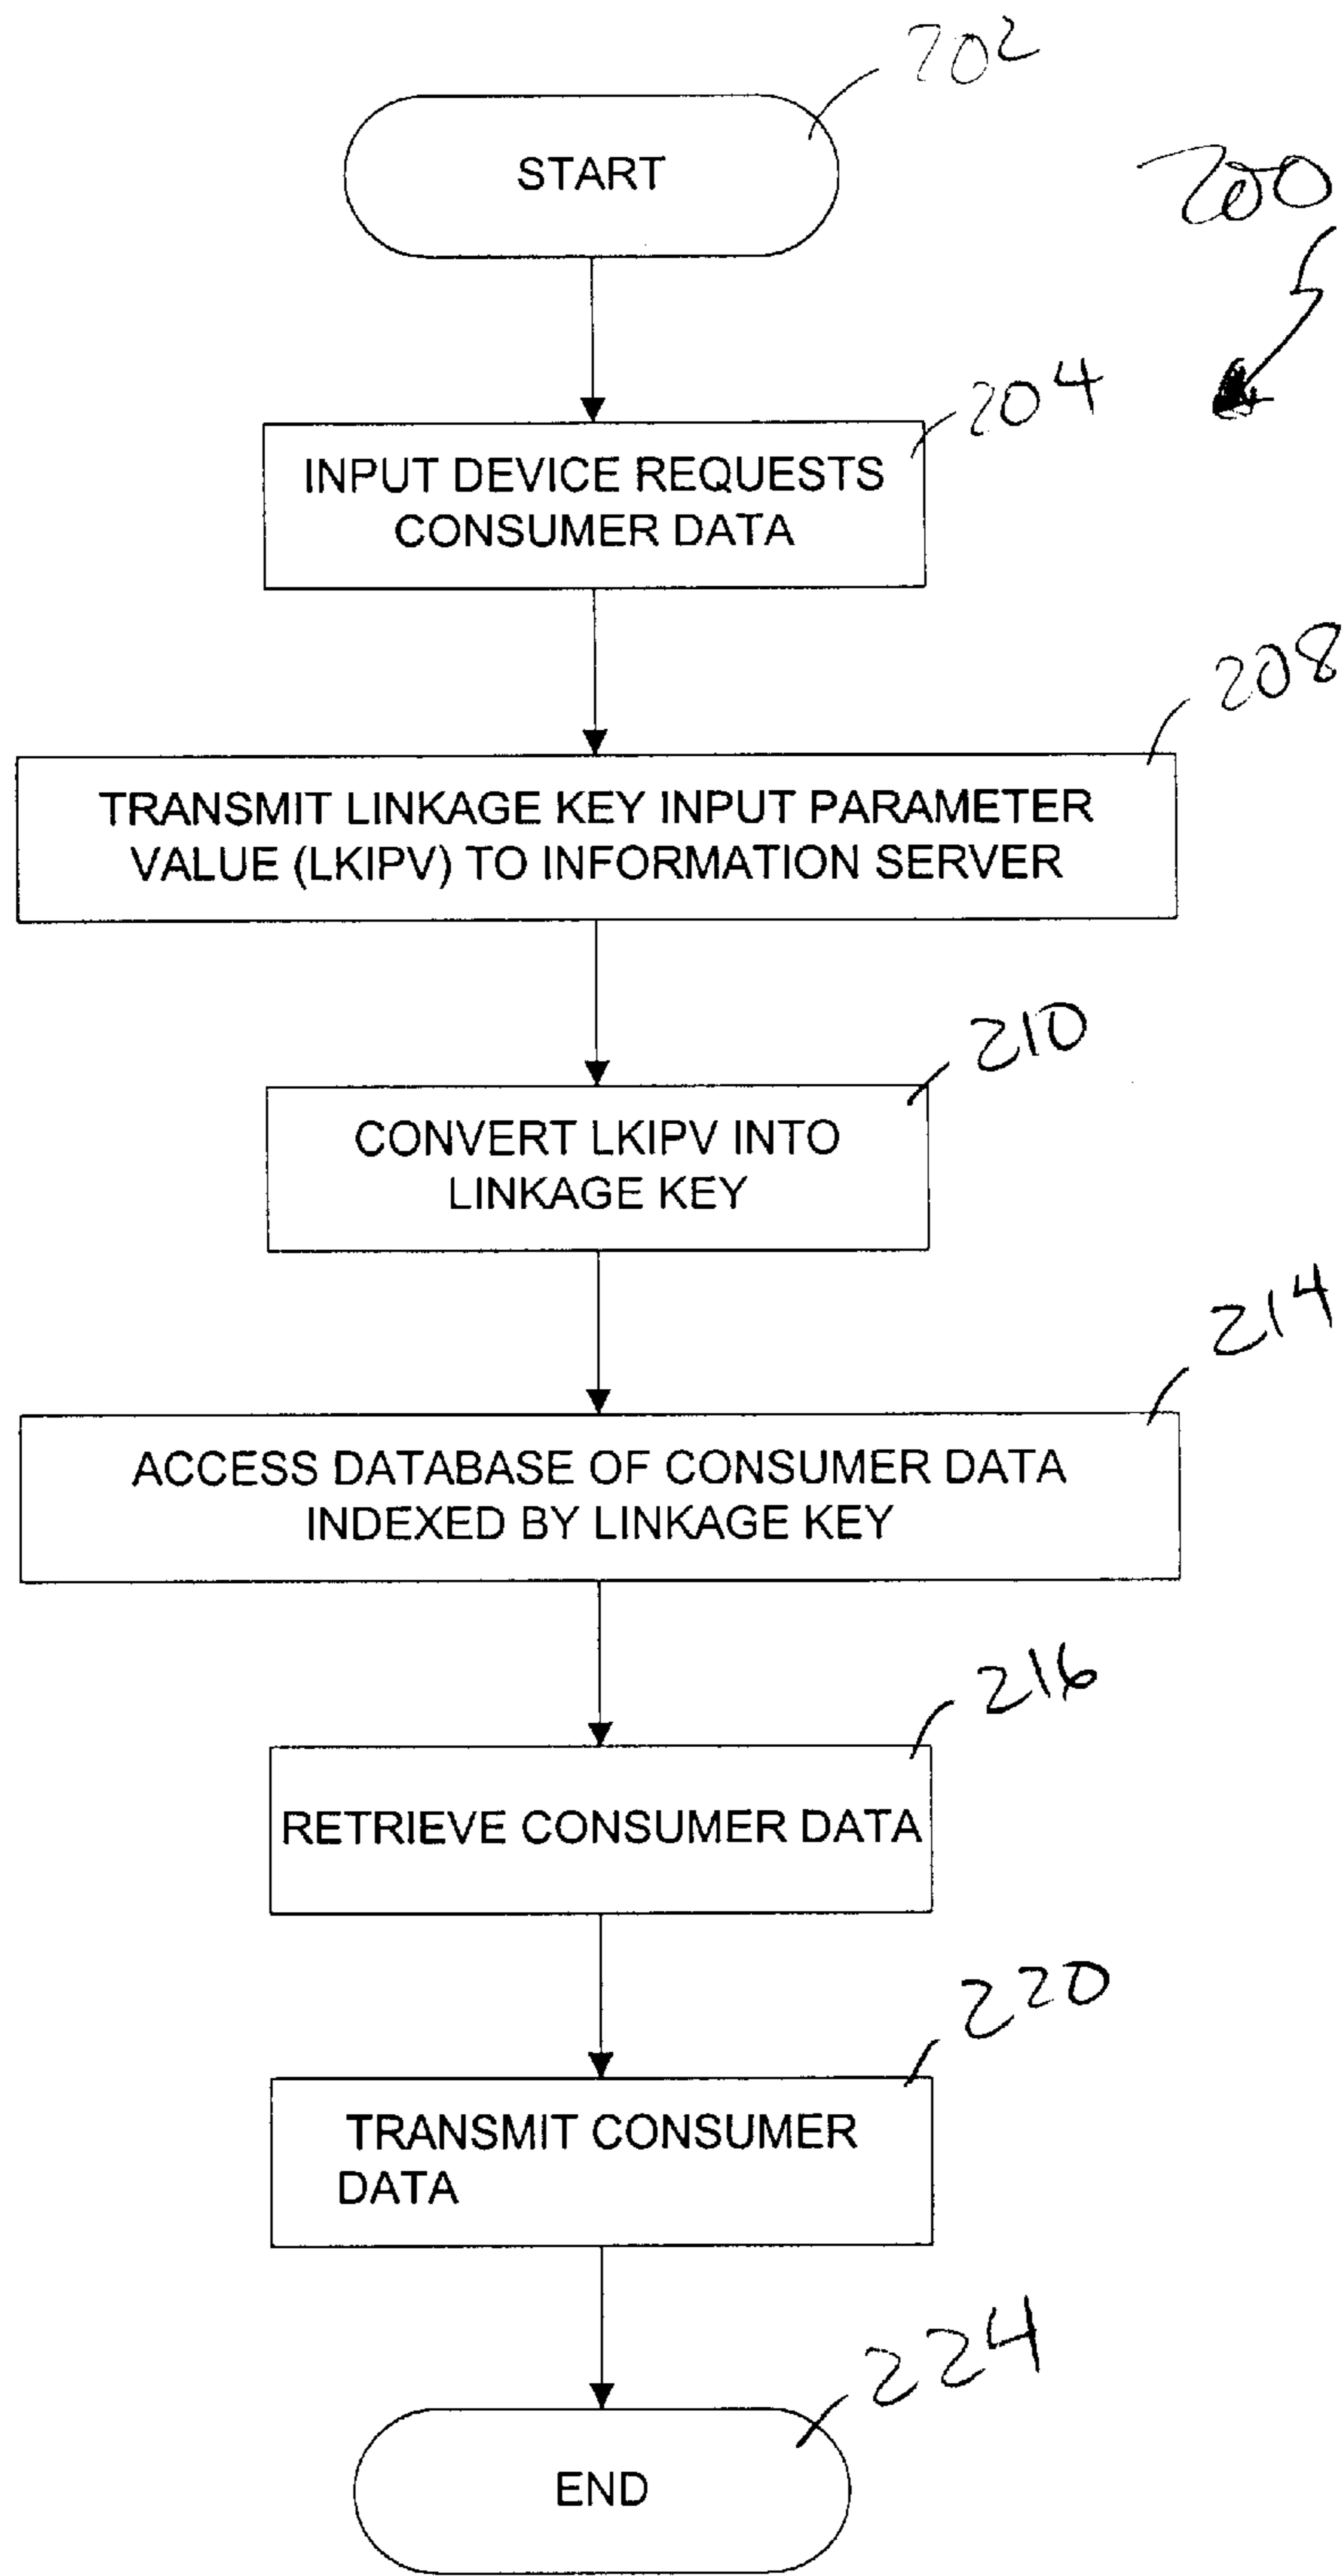 202
START
200
204
INPUT DEVICE REQUESTS
CONSUMER DATA
208
TRANSMIT LINKAGE KEY INPUT PARAMETER
VALUE (LKIPV) TO INFORMATION SERVER
210
CONVERT LKIPV INTO
LINKAGE KEY
214
ACCESS DATABASE OF CONSUMER DATA
INDEXED BY LINKAGE KEY
216
RETRIEVE CONSUMER DATA
220
TRANSMIT CONSUMER
DATA
224
END